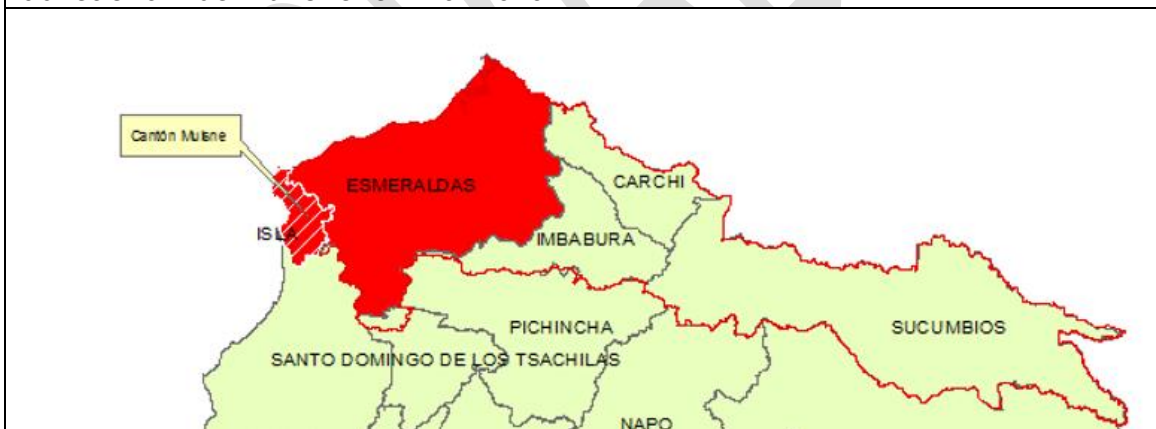 Cantón Muisne
ESMERALDAS
CARCHI
ISLA
IMBABURA
PICHINCHA
SUCUMBIOS
SANTO DOMINGO DE LOS TSACHILAS
NAPO